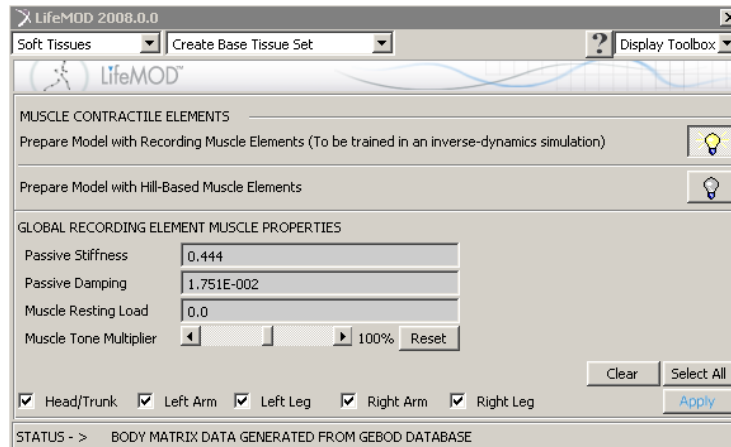 LifeMOD 2008.0.0
Soft Tissues Create Base Tissue Set ? Display Toolbox
LifeMOD™
MUSCLE CONTRACTILE ELEMENTS
Prepare Model with Recording Muscle Elements (To be trained in an inverse-dynamics simulation)
Prepare Model with Hill-Based Muscle Elements
GLOBAL RECORDING ELEMENT MUSCLE PROPERTIES
Passive Stiffness 0.444
Passive Damping 1.751E-002
Muscle Resting Load 0.0
Muscle Tone Multiplier 100% Reset
Clear Select All
Head/Trunk Left Arm Left Leg Right Arm Right Leg Apply
STATUS - > BODY MATRIX DATA GENERATED FROM GEBOD DATABASE